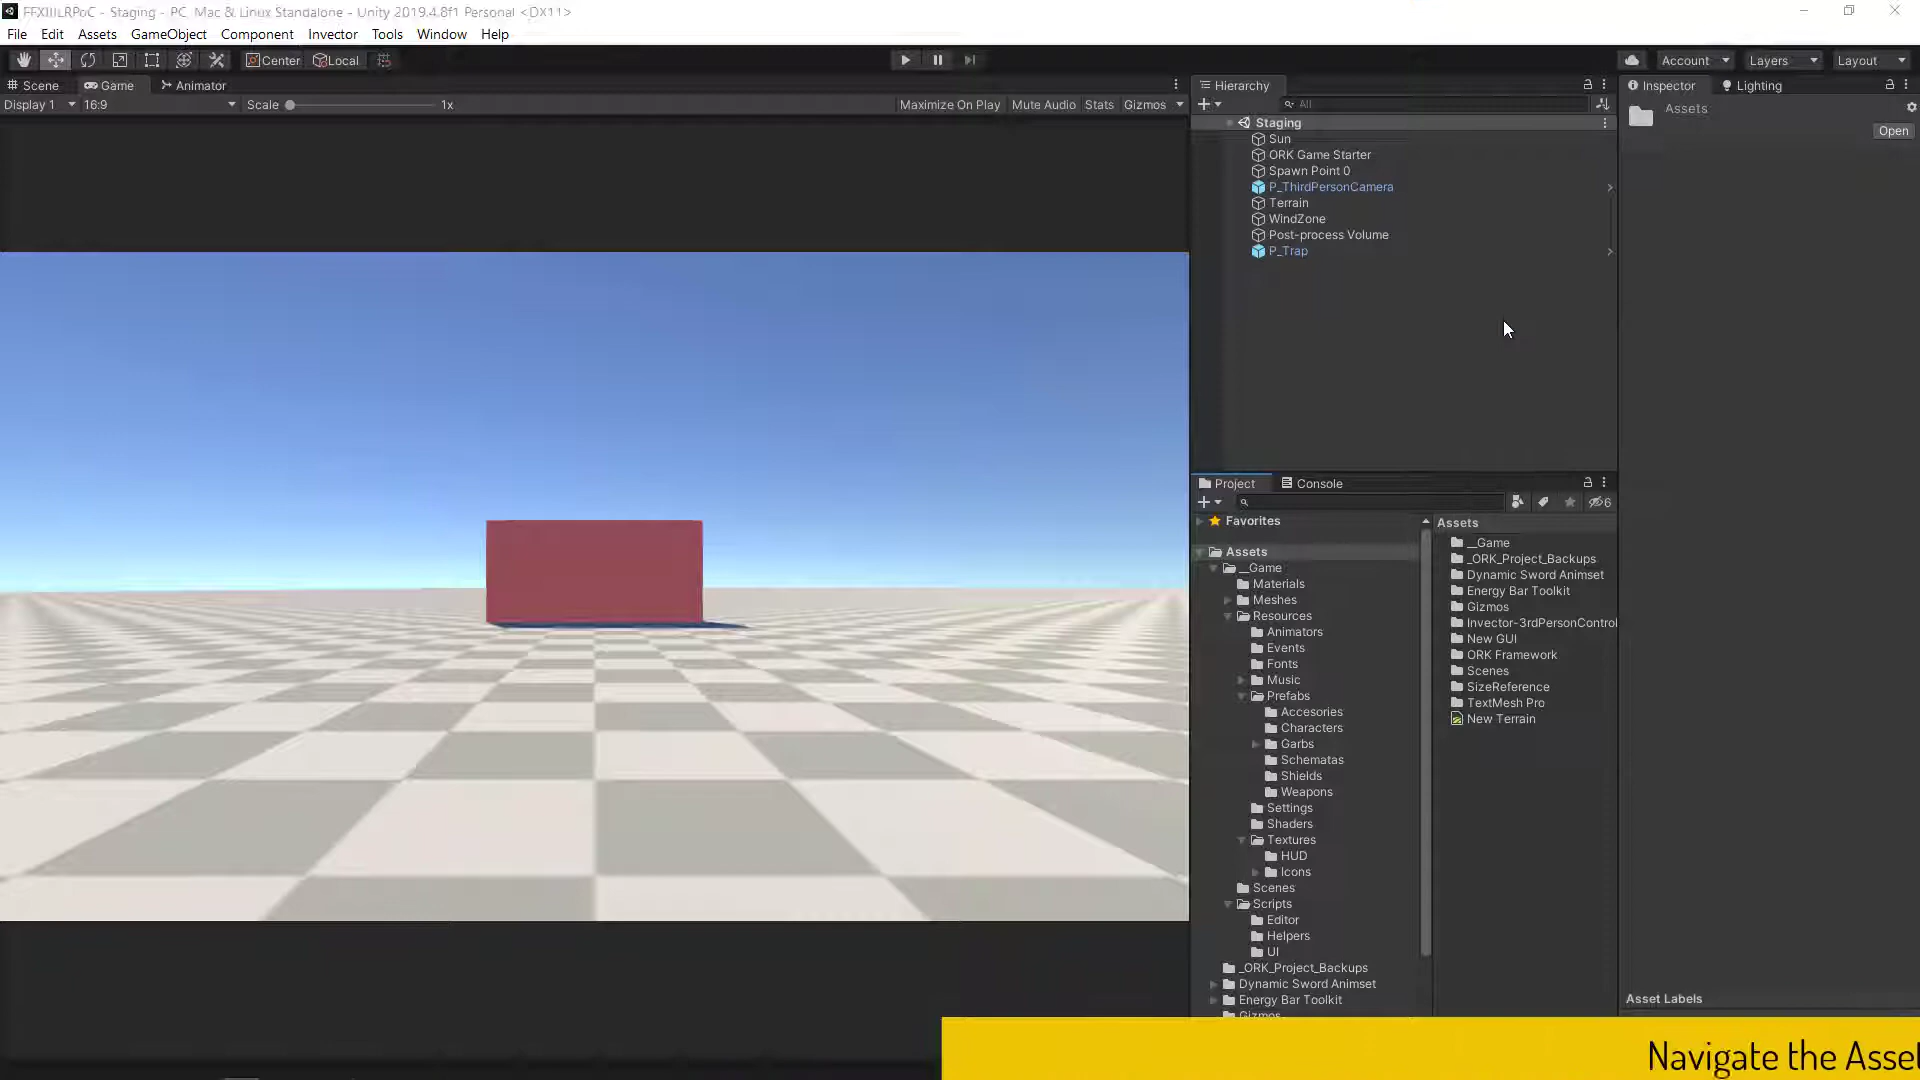 FFXIIILRPoC - Staging - PC, Mac & Linux Standalone - Unity 2019.4.8f1 Personal <DX11>
File Edit Assets GameObject Component Invector Tools Window Help
Center Local Account Layers Layout
Scene Game Animator Hierarchy Inspector Lighting
Display 1 16:9 Scale 1x Maximize On Play Mute Audio Stats Gizmos All Assets
Open
Staging
Sun
ORK Game Starter
Spawn Point 0
P_ThirdPersonCamera
Terrain
WindZone
Post-process Volume
P_Trap
Project Console
6
Favorites
Assets
__Game
Materials
Meshes
Resources
Animators
Events
Fonts
Music
Prefabs
Accesories
Characters
Garbs
Schematas
Shields
Weapons
Settings
Shaders
Textures
HUD
Icons
Scenes
Scripts
Editor
Helpers
UI
_ORK_Project_Backups
Dynamic Sword Animset
Energy Bar Toolkit
Gizmos
Assets
__Game
_ORK_Project_Backups
Dynamic Sword Animset
Energy Bar Toolkit
Gizmos
Invector-3rdPersonControl
New GUI
ORK Framework
Scenes
SizeReference
TextMesh Pro
New Terrain
Asset Labels
Navigate the Asset